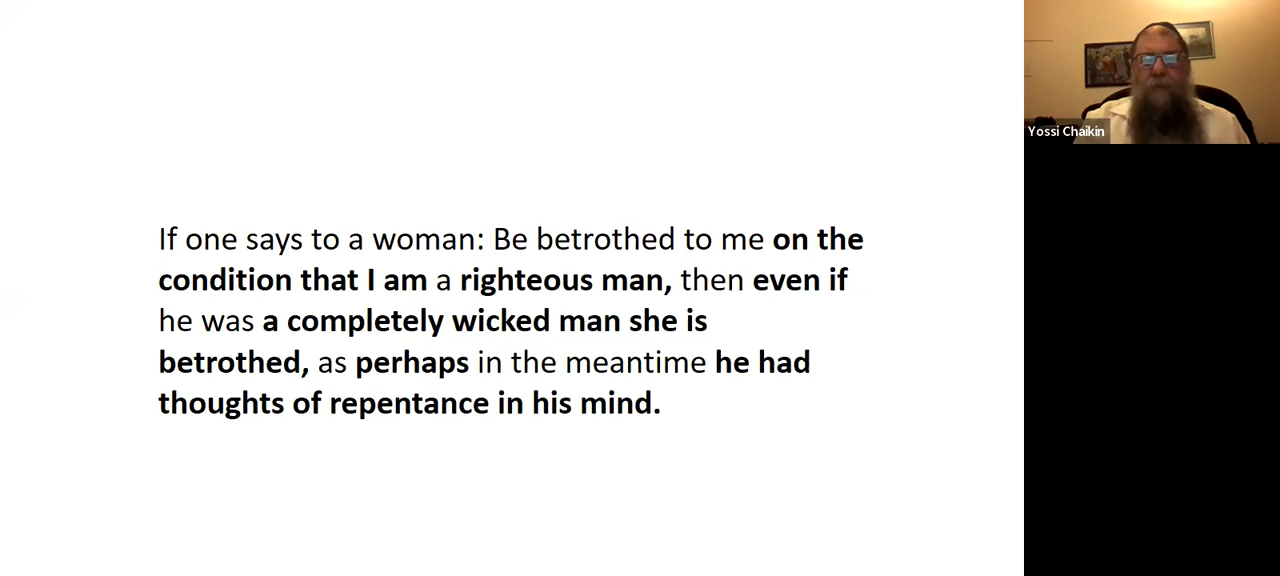 If one says to a woman: Be betrothed to me on the
condition that I am a righteous man, then even if
he was a completely wicked man she is
betrothed, as perhaps in the meantime he had
thoughts of repentance in his mind.
Yossi Chaikin